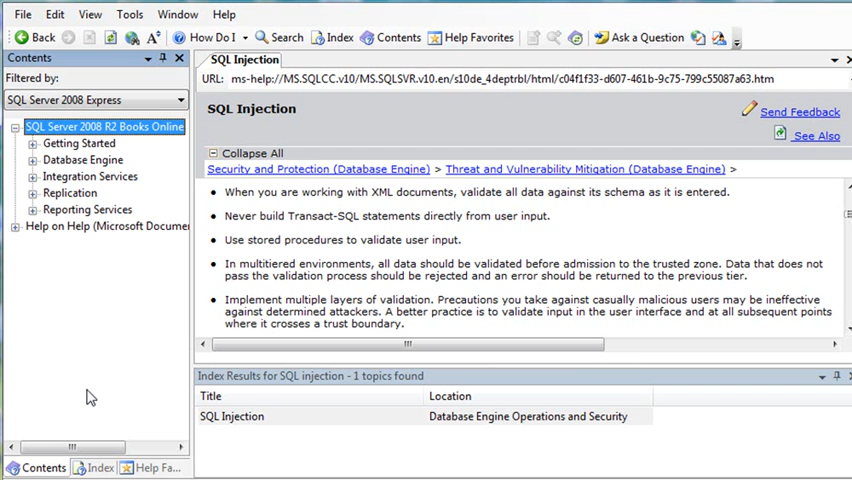 File Edit View Tools Window Help
Back How Do I Search Index Contents Help Favorites Ask a Question
Contents
Filtered by:
SQL Server 2008 Express
SQL Server 2008 R2 Books Online
Getting Started
Database Engine
Integration Services
Replication
Reporting Services
Help on Help (Microsoft Docume
Contents Index Help Fa...
SQL Injection
URL: ms-help://MS.SQLCC.v10/MS.SQLSVR.v10.en/s10de_4deptrbl/html/c04f1f33-d607-461b-9c75-799c55087a63.htm
SQL Injection
Send Feedback
See Also
Collapse All
Security and Protection (Database Engine) > Threat and Vulnerability Mitigation (Database Engine) >
• When you are working with XML documents, validate all data against its schema as it is entered.
• Never build Transact-SQL statements directly from user input.
• Use stored procedures to validate user input.
• In multitiered environments, all data should be validated before admission to the trusted zone. Data that does not
pass the validation process should be rejected and an error should be returned to the previous tier.
• Implement multiple layers of validation. Precautions you take against casually malicious users may be ineffective
against determined attackers. A better practice is to validate input in the user interface and at all subsequent points
where it crosses a trust boundary.
Index Results for SQL injection - 1 topics found
Title Location
SQL Injection Database Engine Operations and Security